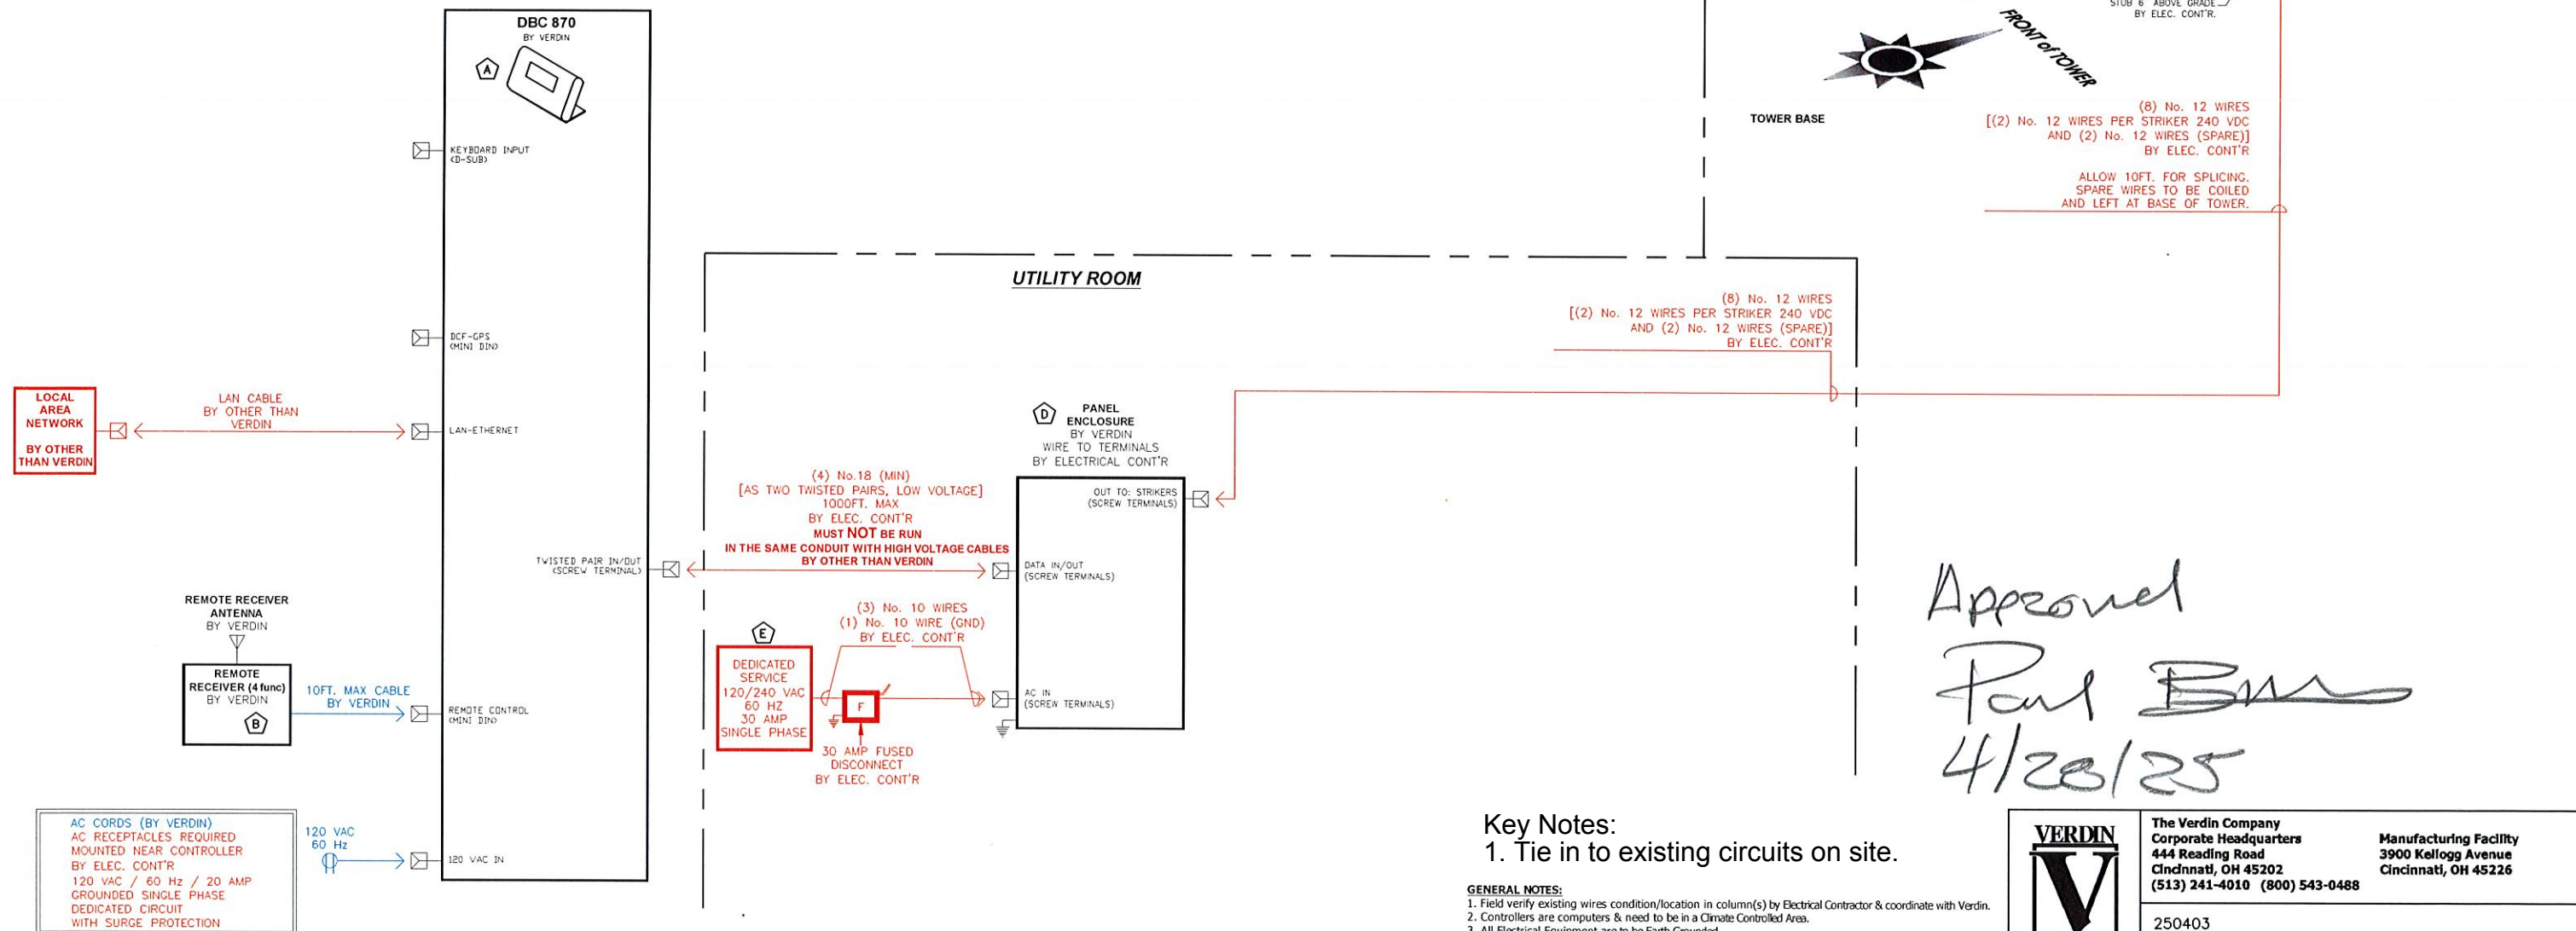 DBC 870
BY VERDIN
A
KEYBOARD INPUT
(D-SUB)
DCF-GPS
(MINI DIN)
LAN-ETHERNET
TWISTED PAIR IN/OUT
(SCREW TERMINAL)
REMOTE CONTROL
(MINI DIN)
120 VAC IN
LOCAL
AREA
NETWORK
BY OTHER
THAN VERDIN
LAN CABLE
BY OTHER THAN
VERDIN
REMOTE RECEIVER
ANTENNA
BY VERDIN
REMOTE
RECEIVER (4 func)
BY VERDIN
B
10FT. MAX CABLE
BY VERDIN
AC CORDS (BY VERDIN)
AC RECEPTACLES REQUIRED
MOUNTED NEAR CONTROLLER
BY ELEC. CONT'R
120 VAC / 60 Hz / 20 AMP
GROUNDED SINGLE PHASE
DEDICATED CIRCUIT
WITH SURGE PROTECTION
120 VAC
60 Hz
UTILITY ROOM
(4) No.18 (MIN)
[AS TWO TWISTED PAIRS, LOW VOLTAGE]
1000FT. MAX
BY ELEC. CONT'R
MUST NOT BE RUN
IN THE SAME CONDUIT WITH HIGH VOLTAGE CABLES
BY OTHER THAN VERDIN
(3) No. 10 WIRES
(1) No. 10 WIRE (GND)
BY ELEC. CONT'R
E
DEDICATED
SERVICE
120/240 VAC
60 HZ
30 AMP
SINGLE PHASE
F
30 AMP FUSED
DISCONNECT
BY ELEC. CONT'R
D
PANEL
ENCLOSURE
BY VERDIN
WIRE TO TERMINALS
BY ELECTRICAL CONT'R
OUT TO: STRIKERS
(SCREW TERMINALS)
DATA IN/OUT
(SCREW TERMINALS)
AC IN
(SCREW TERMINALS)
(8) No. 12 WIRES
[(2) No. 12 WIRES PER STRIKER 240 VDC
AND (2) No. 12 WIRES (SPARE)]
BY ELEC. CONT'R
STUB 6" ABOVE GRADE
BY ELEC. CONT'R.
FRONT of TOWER
TOWER BASE
(8) No. 12 WIRES
[(2) No. 12 WIRES PER STRIKER 240 VDC
AND (2) No. 12 WIRES (SPARE)]
BY ELEC. CONT'R
ALLOW 10FT. FOR SPLICING.
SPARE WIRES TO BE COILED
AND LEFT AT BASE OF TOWER.
Approved
Paul
4/28/25
Key Notes:
1. Tie in to existing circuits on site.
GENERAL NOTES:
1. Field verify existing wires condition/location in column(s) by Electrical Contractor & coordinate with Verdin.
2. Controllers are computers & need to be in a Climate Controlled Area.
3. All Electrical Equipment are to be Earth Grounded
VERDIN
V
The Verdin Company
Corporate Headquarters
444 Reading Road
Cincinnati, OH 45202
(513) 241-4010 (800) 543-0488
Manufacturing Facility
3900 Kellogg Avenue
Cincinnati, OH 45226
250403